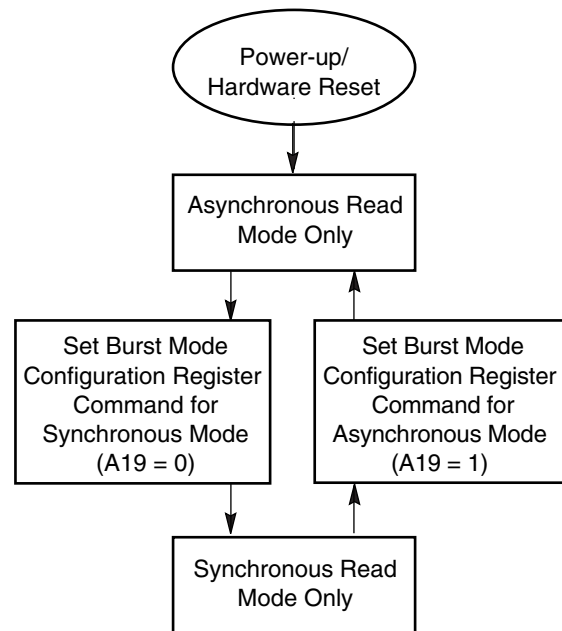 Power-up/
Hardware Reset
Asynchronous Read
Mode Only
Set Burst Mode
Configuration Register
Command for
Synchronous Mode
(A19 = 0)
Set Burst Mode
Configuration Register
Command for
Asynchronous Mode
(A19 = 1)
Synchronous Read
Mode Only